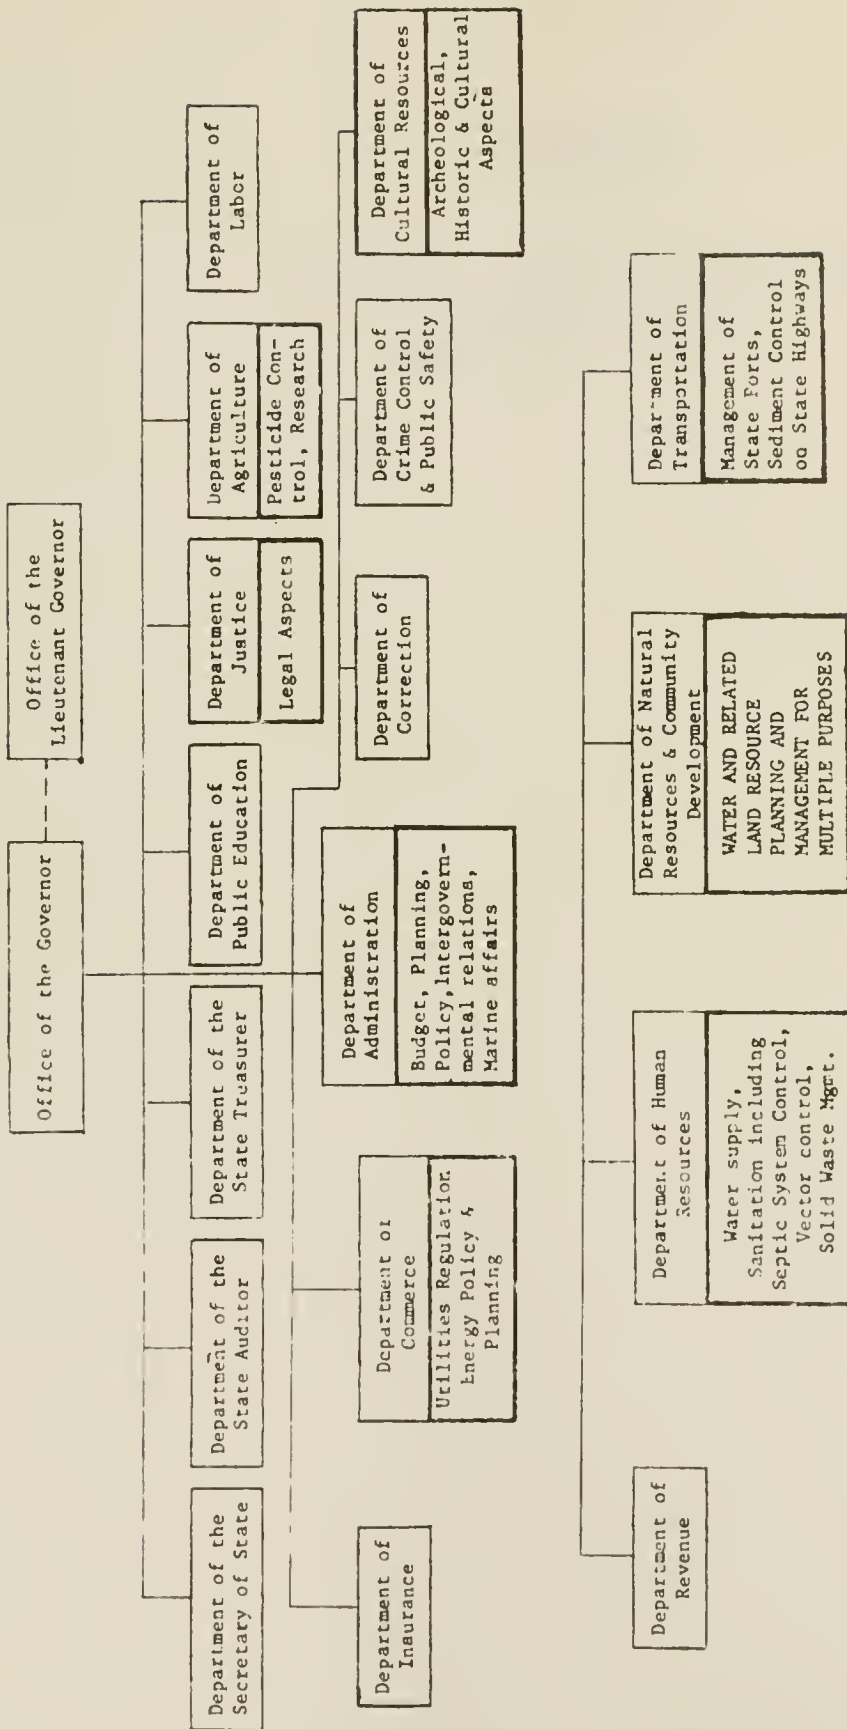 Office of the Governor
Office of the
Lieutenant Governor
Department of the
Secretary of State
Department of the
State Auditor
Department of the
State Treasurer
Department of
Public Education
Department of
Justice
Legal Aspects
Department of
Agriculture
Pesticide Con-
trol, Research
Department of
Labor
Department of
Insurance
Department of
Commerce
Utilities Regulation
Energy Policy &
Planning
Department of
Administration
Budget, Planning,
Policy, Intergovern-
mental relations,
Marine affairs
Department of
Correction
Department of
Crime Control
& Public Safety
Department of
Cultural Resources
Archeological,
Historic & Cultural
Aspects
Department of
Revenue
Department of Human
Resources
Water supply,
Sanitation including
Septic System Control,
Vector control,
Solid Waste Mgmt.
Department of Natural
Resources & Community
Development
WATER AND RELATED
LAND RESOURCE
PLANNING AND
MANAGEMENT FOR
MULTIPLE PURPOSES
Department of
Transportation
Management of
State Ports,
Sediment Control
on State Highways